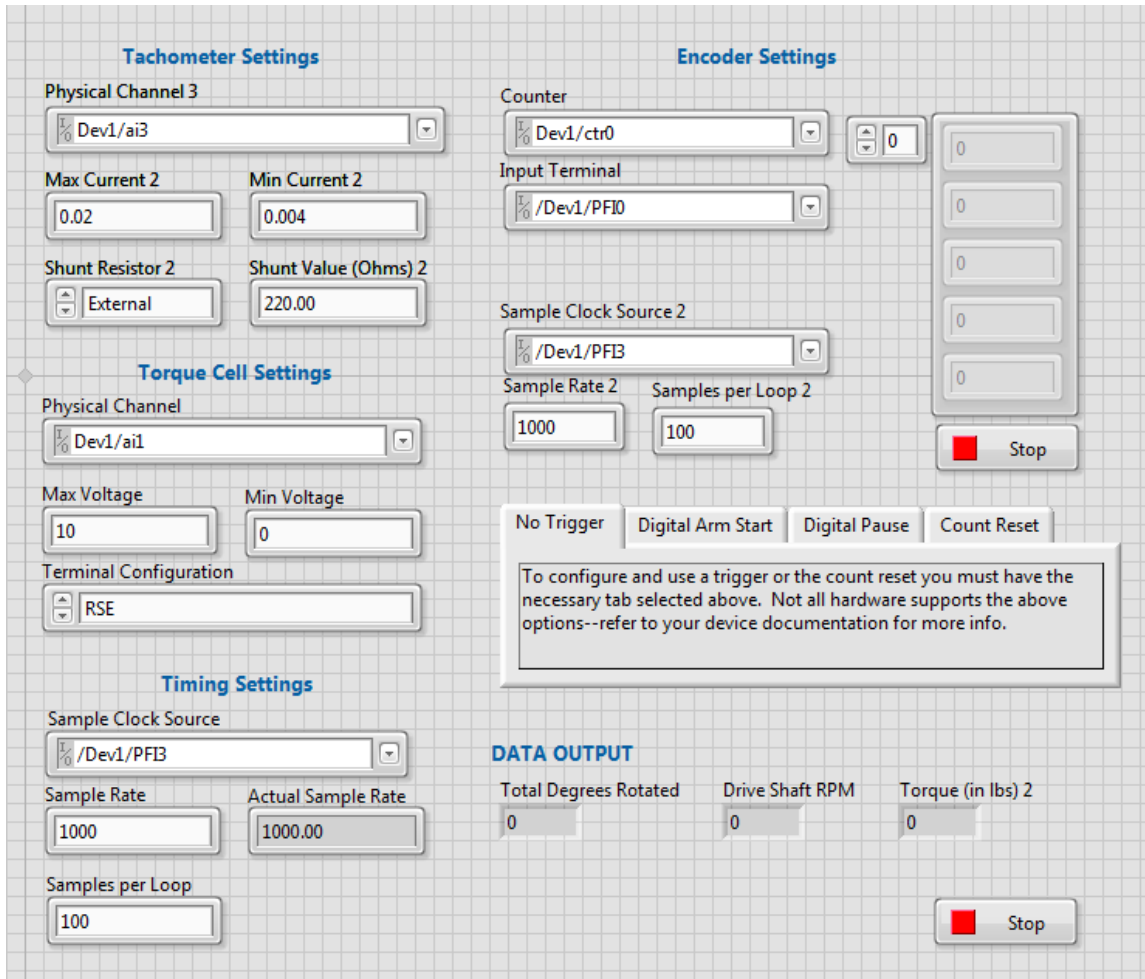 Tachometer Settings
Physical Channel 3
Dev1/ai3
Max Current 2
Min Current 2
0.02
0.004
Shunt Resistor 2
Shunt Value (Ohms) 2
External
220.00
Torque Cell Settings
Physical Channel
Dev1/ai1
Max Voltage
Min Voltage
10
0
Terminal Configuration
RSE
Timing Settings
Sample Clock Source
/Dev1/PFI3
Sample Rate
Actual Sample Rate
1000
1000.00
Samples per Loop
100
Encoder Settings
Counter
Dev1/ctr0
0
Input Terminal
/Dev1/PFI0
Sample Clock Source 2
/Dev1/PFI3
Sample Rate 2
Samples per Loop 2
1000
100
0
0
0
0
0
Stop
No Trigger
Digital Arm Start
Digital Pause
Count Reset
To configure and use a trigger or the count reset you must have the
necessary tab selected above.  Not all hardware supports the above
options--refer to your device documentation for more info.
DATA OUTPUT
Total Degrees Rotated
Drive Shaft RPM
Torque (in lbs) 2
0
0
0
Stop